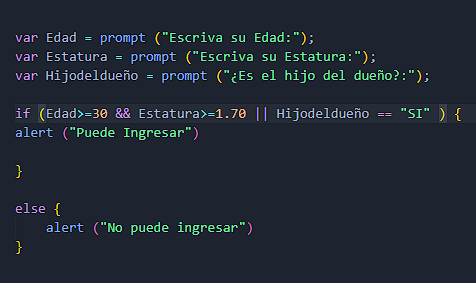 var Edad = prompt ("Escriva su Edad:");
var Estatura = prompt ("Escriva su Estatura:");
var Hijodeldueño = prompt ("¿Es el hijo del dueño?:");
if (Edad>=30 && Estatura>=1.70 || Hijodeldueño == "SI" ) {
alert ("Puede Ingresar")
}
else {
alert ("No puede ingresar")
}